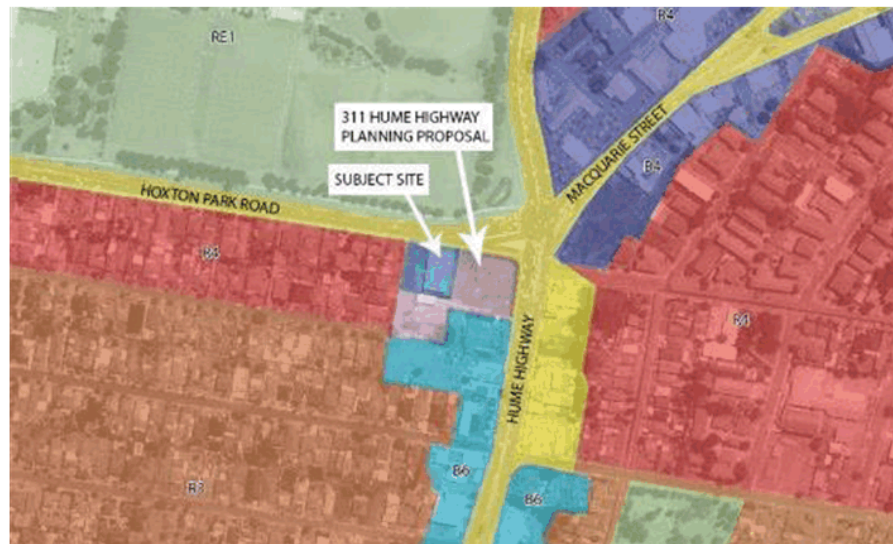 B4
RE1
311 HUME HIGHWAY
PLANNING PROPOSAL
SUBJECT SITE
MACQUARIE STREET
B4
HOXTON PARK ROAD
R4
R4
HUME HIGHWAY
R3
B6
B6